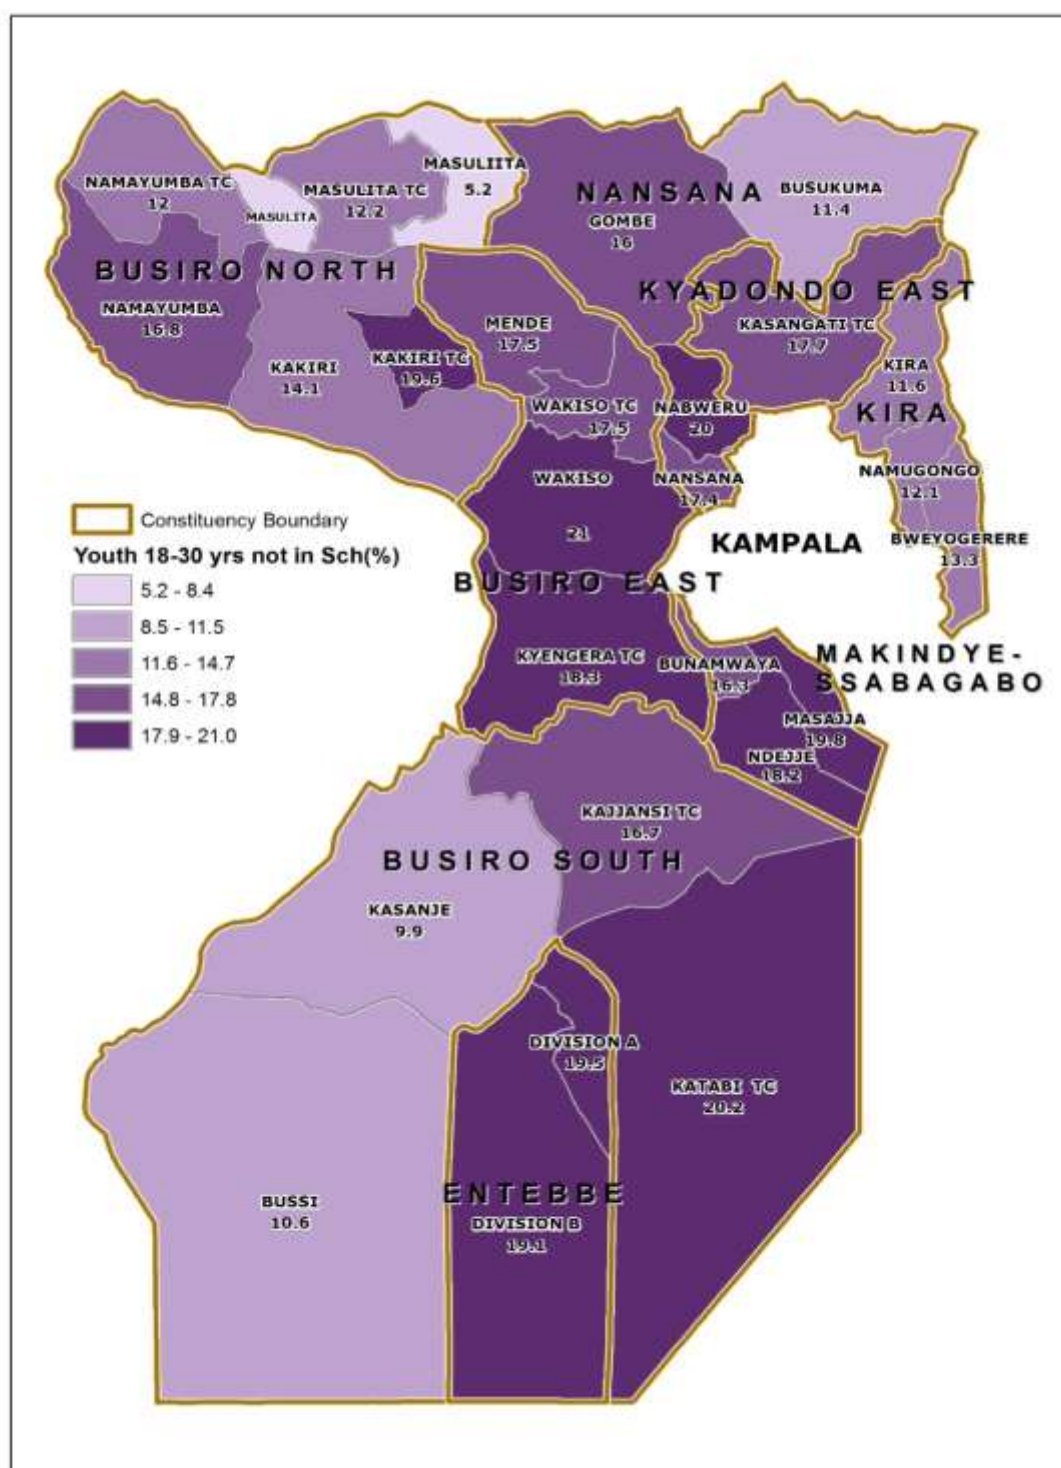 MASULIITA
5.2
NAMAYUMBA TC
12
MASULITA TC
12.2
MASULITA
NANSANA
GOMBE
16
BUSUKUMA
11.4
BUSIRO NORTH
KYADONDO EAST
NAMAYUMBA
16.8
MENDE
17.5
KASANGATI TC
17.7
KAKIRI
14.1
KAKIRI TC
19.6
KIRA
11.6
KIRA
WAKISO TC
17.5
NABWERU
20
NANSANA
17.4
NAMUGONGO
12.1
WAKISO
21
KAMPALA
BWEYOGERERE
13.3
Constituency Boundary
Youth 18-30 yrs not in Sch(%)
5.2 - 8.4
8.5 - 11.5
11.6 - 14.7
14.8 - 17.8
17.9 - 21.0
BUSIRO EAST
KYENGERA TC
18.3
BUNAMWAYA
16.3
MAKINDYE-
SSABAGABO
MASAJJA
19.8
NDEJJE
18.2
KAJJANSI TC
16.7
BUSIRO SOUTH
KASANJE
9.9
DIVISION A
19.5
KATABI TC
20.2
BUSSI
10.6
ENTEBBE
DIVISION B
19.1